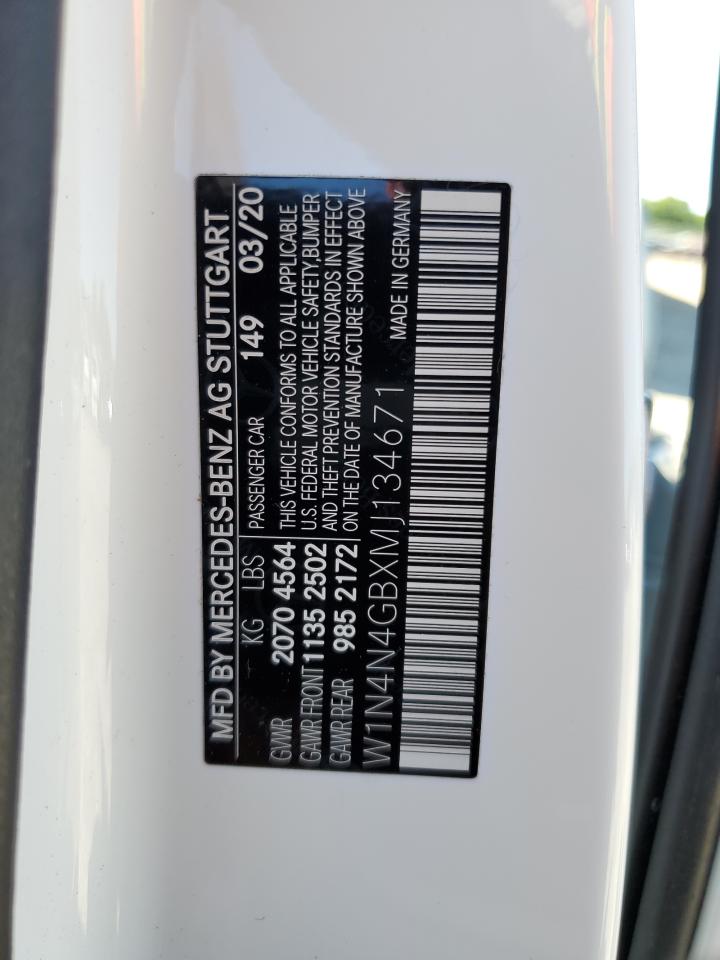 MFD BY MERCEDES-BENZ AG STUTTGART
KG LBS PASSENGER CAR 149 03/20
GVWR 2070 4564 THIS VEHICLE CONFORMS TO ALL APPLICABLE
GAWR FRONT 1135 2502 U.S. FEDERAL MOTOR VEHICLE SAFETY,BUMPER
GAWR REAR 985 2172 AND THEFT PREVENTION STANDARDS IN EFFECT
ON THE DATE OF MANUFACTURE SHOWN ABOVE
W1N4N4GBXMJ134671 MADE IN GERMANY